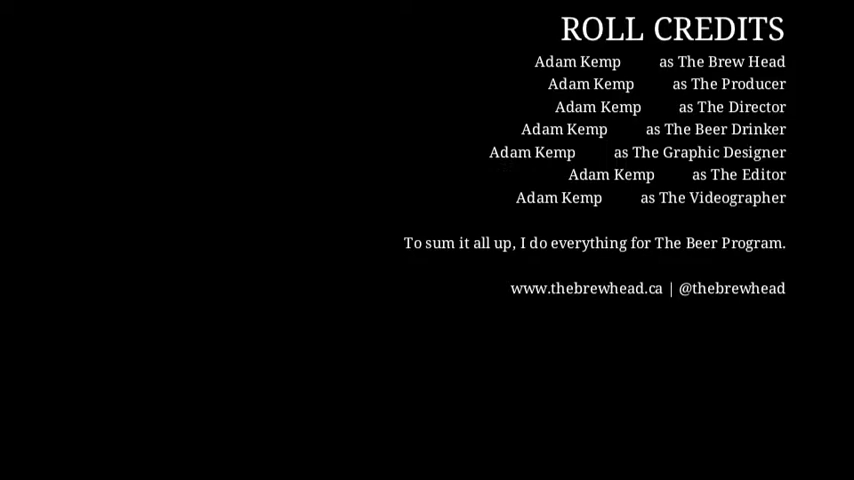 ROLL CREDITS
Adam Kemp as The Brew Head
Adam Kemp as The Producer
Adam Kemp as The Director
Adam Kemp as The Beer Drinker
Adam Kemp as The Graphic Designer
Adam Kemp as The Editor
Adam Kemp as The Videographer
To sum it all up, I do everything for The Beer Program.
www.thebrewhead.ca | @thebrewhead